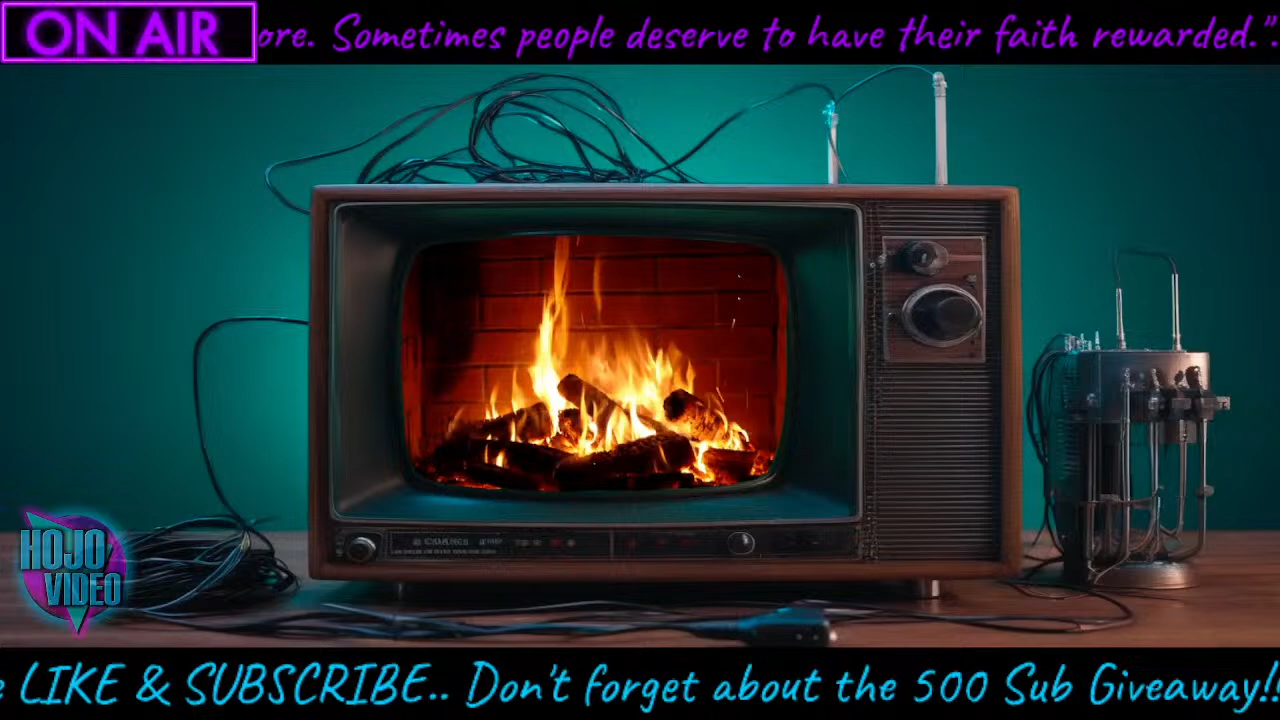 ON AIR
ore. Sometimes people deserve to have their faith rewarded."
HOJO
VIDEO
e LIKE & SUBSCRIBE.. Don't forget about the 500 Sub Giveaway!!